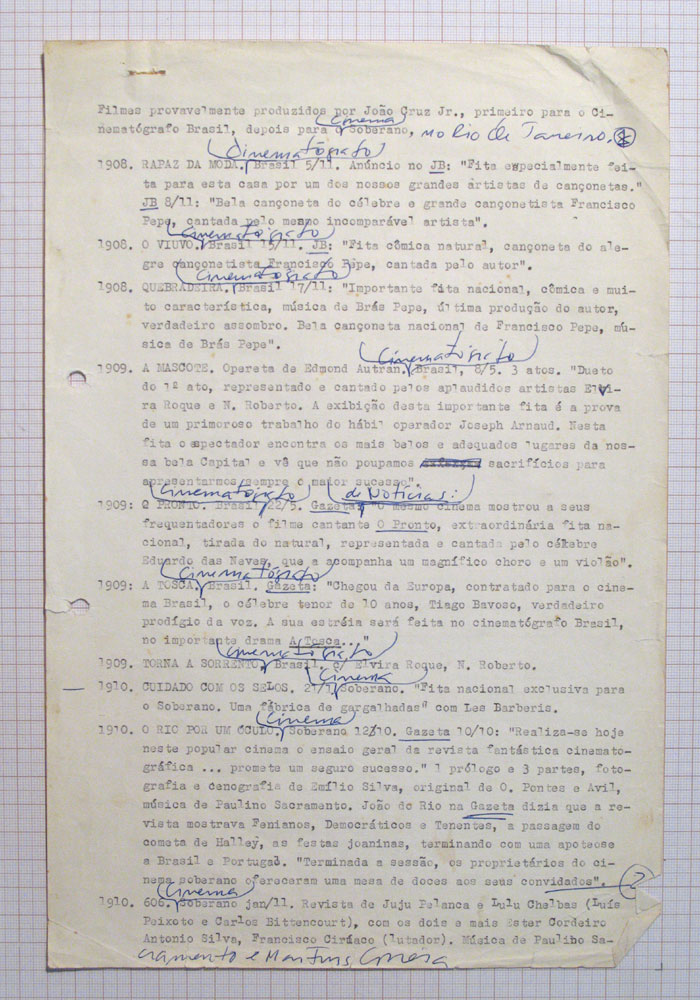 Filmes provavelmente produzidos por João Cruz Jr., primeiro para o Ci-
cinema
nematógrafo Brasil, depois para o Soberano, no Rio de Janeiro.
Cinematógrafo
1908. RAPAZ DA MODA. Brasil 5/11. Anúncio no JB: "Fita especialmente fei-
ta para esta casa por um dos nossos grandes artistas de cançonetas."
JB 8/11: "Bela cançoneta do célebre e grande cançonetista Francisco
Pepe, cantada pelo mesmo incomparável artista".
Cinematógrafo
1908. O VIUVO. Brasil 15/11. JB: "Fita cômica natural, cançoneta do ale-
gre cançonetista Francisco Pepe, cantada pelo autor".
Cinematógrafo
1908. QUEBRADEIRA. Brasil 17/11: "Importante fita nacional, cômica e mui-
to característica, música de Brás Pepe, última produção do autor,
verdadeiro assombro. Bela cançoneta nacional de Francisco Pepe, mú-
sica de Brás Pepe".
Cinematógrafo
1909. A MASCOTE. Opereta de Edmond Autran. Brasil, 8/5. 3 atos. "Dueto
do 1º ato, representado e cantado pelos aplaudidos artistas Elvi-
ra Roque e N. Roberto. A exibição desta importante fita é a prova
de um primoroso trabalho do hábil operador Joseph Arnaud. Nesta
fita o espectador encontra os mais belos e adequados lugares da nos-
sa bela Capital e vê que não poupamos sacrifícios para
apresentarmos sempre o maior sucesso".
Cinematógrafo de Notícias:
1909: O PRONTO. Brasil 22/5. Gazeta: "O mesmo cinema mostrou a seus
frequentadores o filme cantante O Pronto, extraordinária fita na-
cional, tirada do natural, representada e cantada pelo célebre
Eduardo das Neves, que a acompanha um magnífico choro e um violão".
Cinematógrafo
1909: A TOSCA. Brasil. Gazeta: "Chegou da Europa, contratado para o cine-
ma Brasil, o célebre tenor de 10 anos, Tiago Bavoso, verdadeiro
prodígio da voz. A sua estréia será feita no cinematógrafo Brasil,
no importante drama A Tosca..."
Cinematógrafo
1909. TORNA A SORRENTO. Brasil. c/ Elvira Roque, N. Roberto.
Cinema
1910. CUIDADO COM OS SELOS. Soberano. "Fita nacional exclusiva para
o Soberano. Uma fábrica de gargalhadas" com Les Barberis.
Cinema
1910. O RIO POR UM ÓCULO. Soberano 12/10. Gazeta 10/10: "Realiza-se hoje
neste popular cinema o ensaio geral da revista fantástica cinemato-
gráfica ... promete um seguro sucesso." 1 prólogo e 3 partes, foto-
grafia e cenografia de Emílio Silva, original de O. Pontes e Avil,
música de Paulino Sacramento. João do Rio na Gazeta dizia que a re-
vista mostrava Fenianos, Democráticos e Tenentes, a passagem do
cometa de Halley, as festas joaninas, terminando com uma apoteose
a Brasil e Portugal. "Terminada a sessão, os proprietários do ci-
nema soberano ofereceram uma mesa de doces aos seus convidados". ?
Cinema
1910. 606. Soberano jan/11. Revista de Juju Pelanca e Lulu Chelbas (Luís
Peixoto e Carlos Bittencourt), com os dois e mais Ester Cordeiro
Antonio Silva, Francisco Ciríaco (lutador). Música de Paulibo Sa-
cramento e Martins Correa